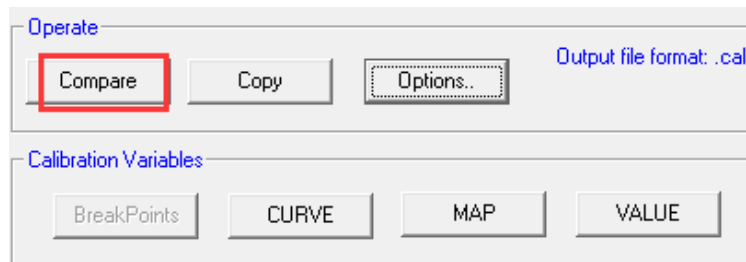 Operate
Compare Copy Options.. Output file format: .cal
Calibration Variables
BreakPoints CURVE MAP VALUE